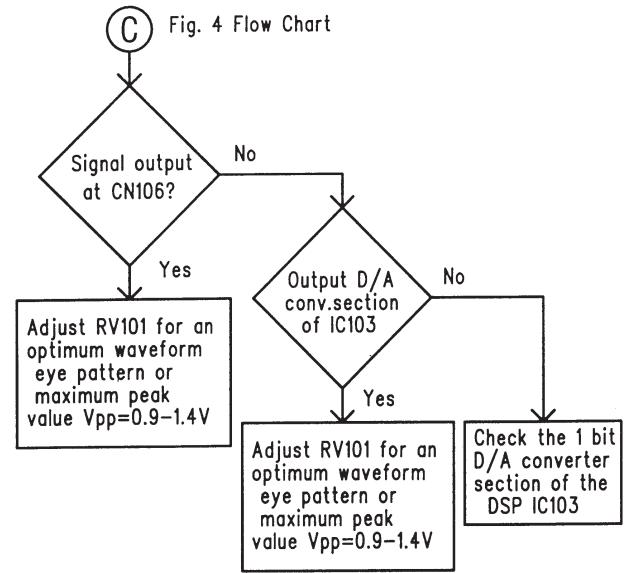 C
Fig. 4 Flow Chart
Signal output
at CN106?
No
Yes
Adjust RV101 for an
optimum waveform
eye pattern or
maximum peak
value Vpp=0.9–1.4V
Output D/A
conv.section
of IC103
No
Yes
Adjust RV101 for an
optimum waveform
eye pattern or
maximum peak
value Vpp=0.9–1.4V
Check the 1 bit
D/A converter
section of the
DSP IC103